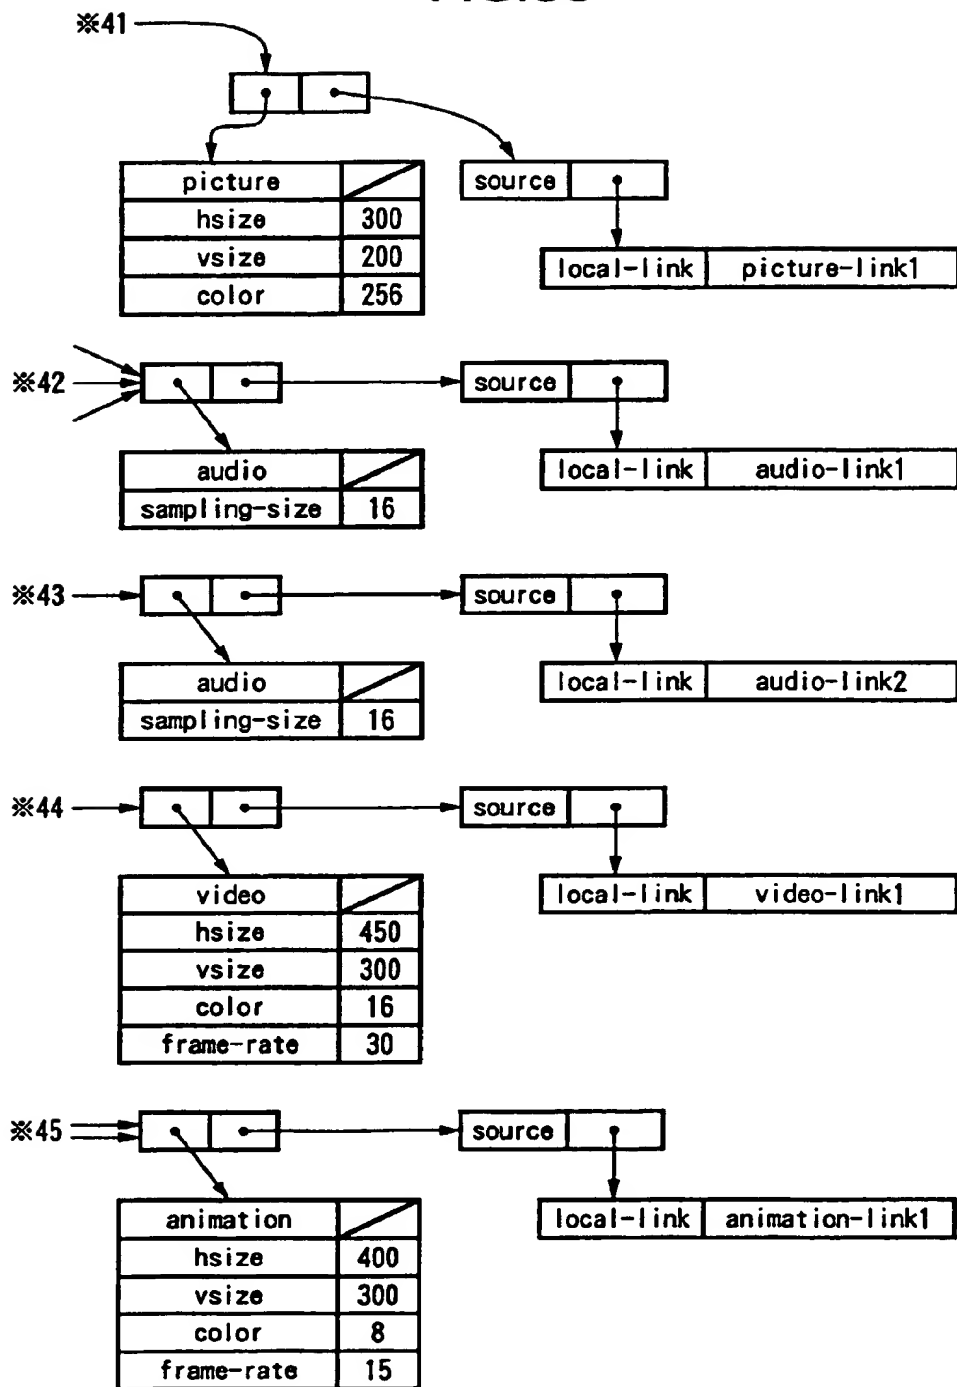 ※41
picture
hsize 300
vsize 200
color 256
source
local-link picture-link1
※42
source
audio
sampling-size 16
local-link audio-link1
※43
source
audio
sampling-size 16
local-link audio-link2
※44
source
video
hsize 450
vsize 300
color 16
frame-rate 30
local-link video-link1
※45
source
animation
hsize 400
vsize 300
color 8
frame-rate 15
local-link animation-link1